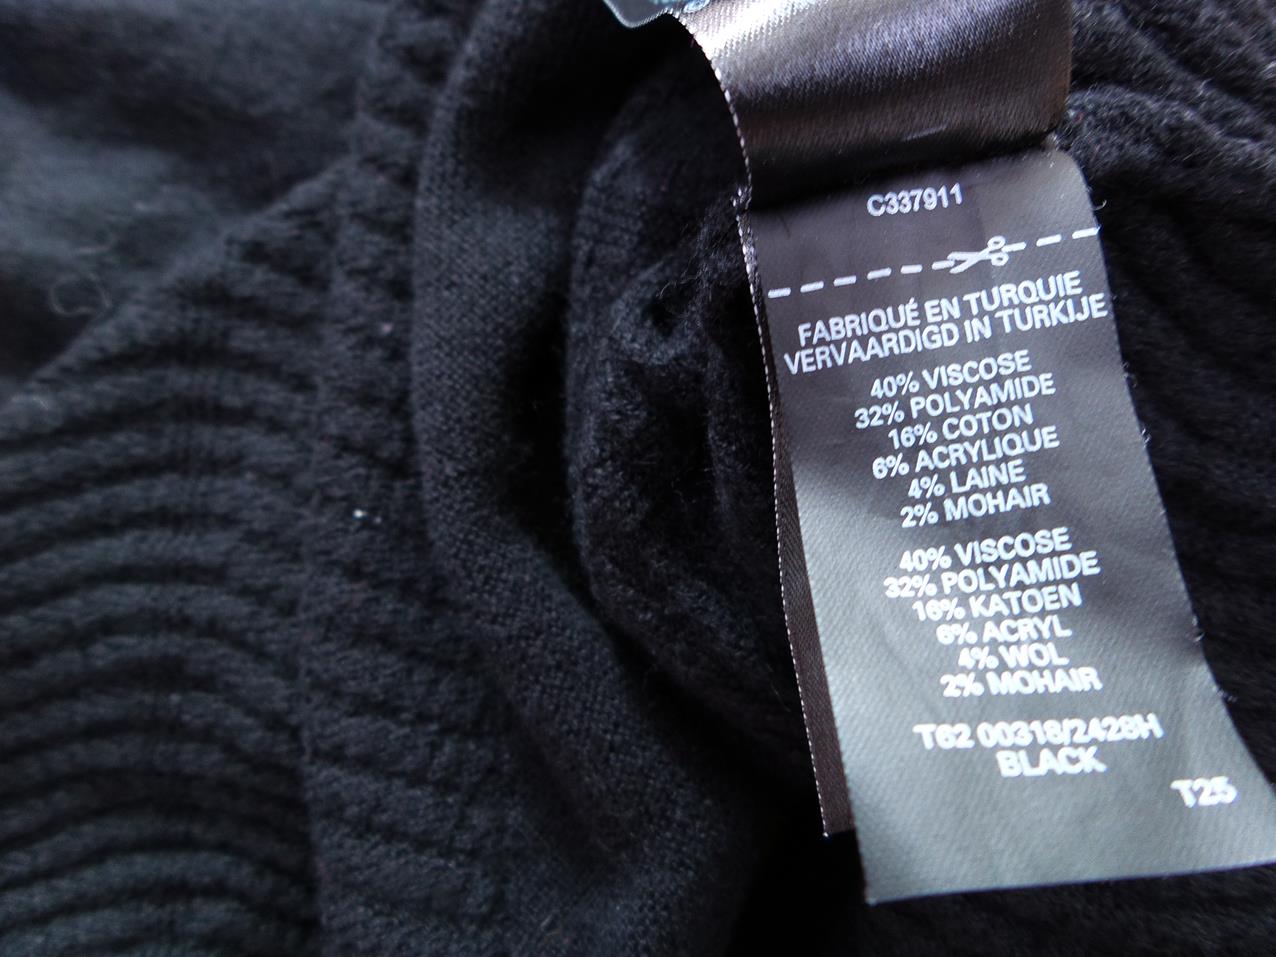 C337911
FABRIQUÉ EN TURQUIE
VERVAARDIGD IN TURKIJE
40% VISCOSE
32% POLYAMIDE
16% COTON
6% ACRYLIQUE
4% LAINE
2% MOHAIR
40% VISCOSE
32% POLYAMIDE
16% KATOEN
6% ACRYL
4% WOL
2% MOHAIR
T62 00318/2428H
BLACK
T25